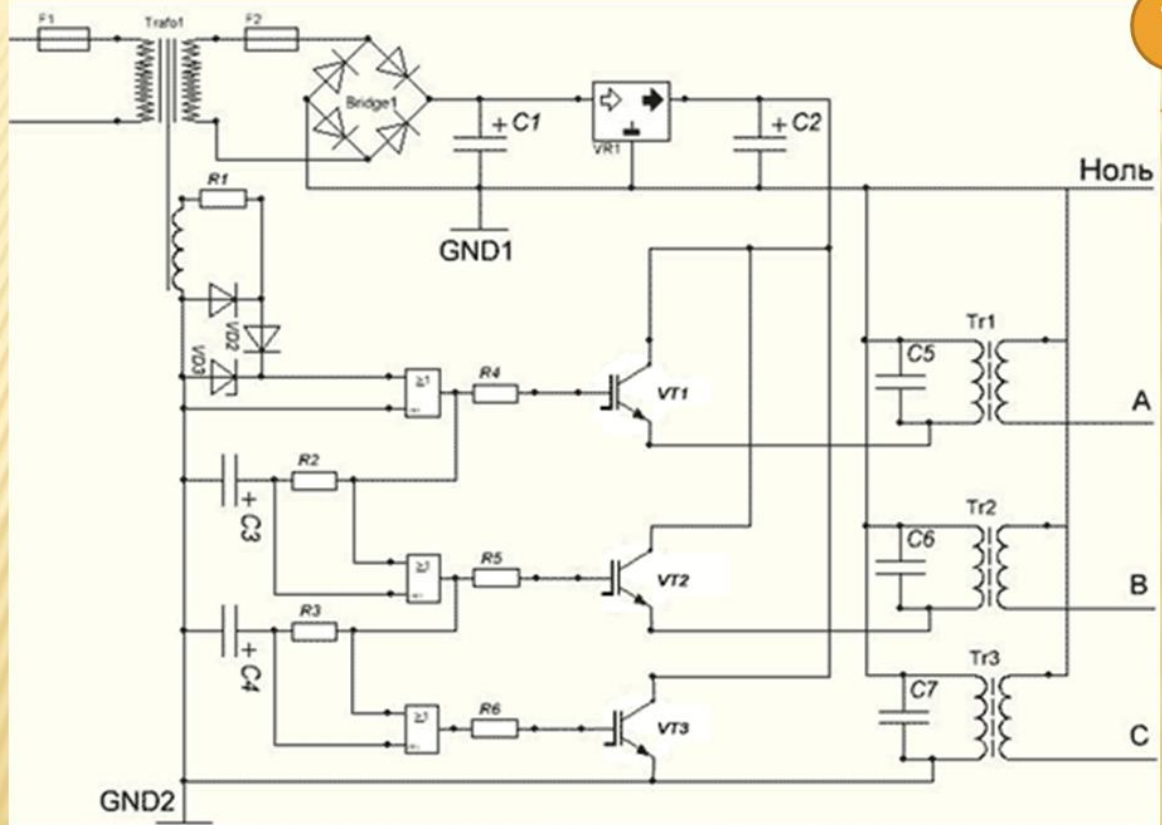 F1
Trafo1
F2
Bridge1
+ C1
VR1
+ C2
Ноль
R1
GND1
Tr1
VD2
VD3
C5
R4
VT1
A
R2
+ C3
Tr2
C6
R5
VT2
B
R3
+ C4
Tr3
C7
R6
VT3
C
GND2